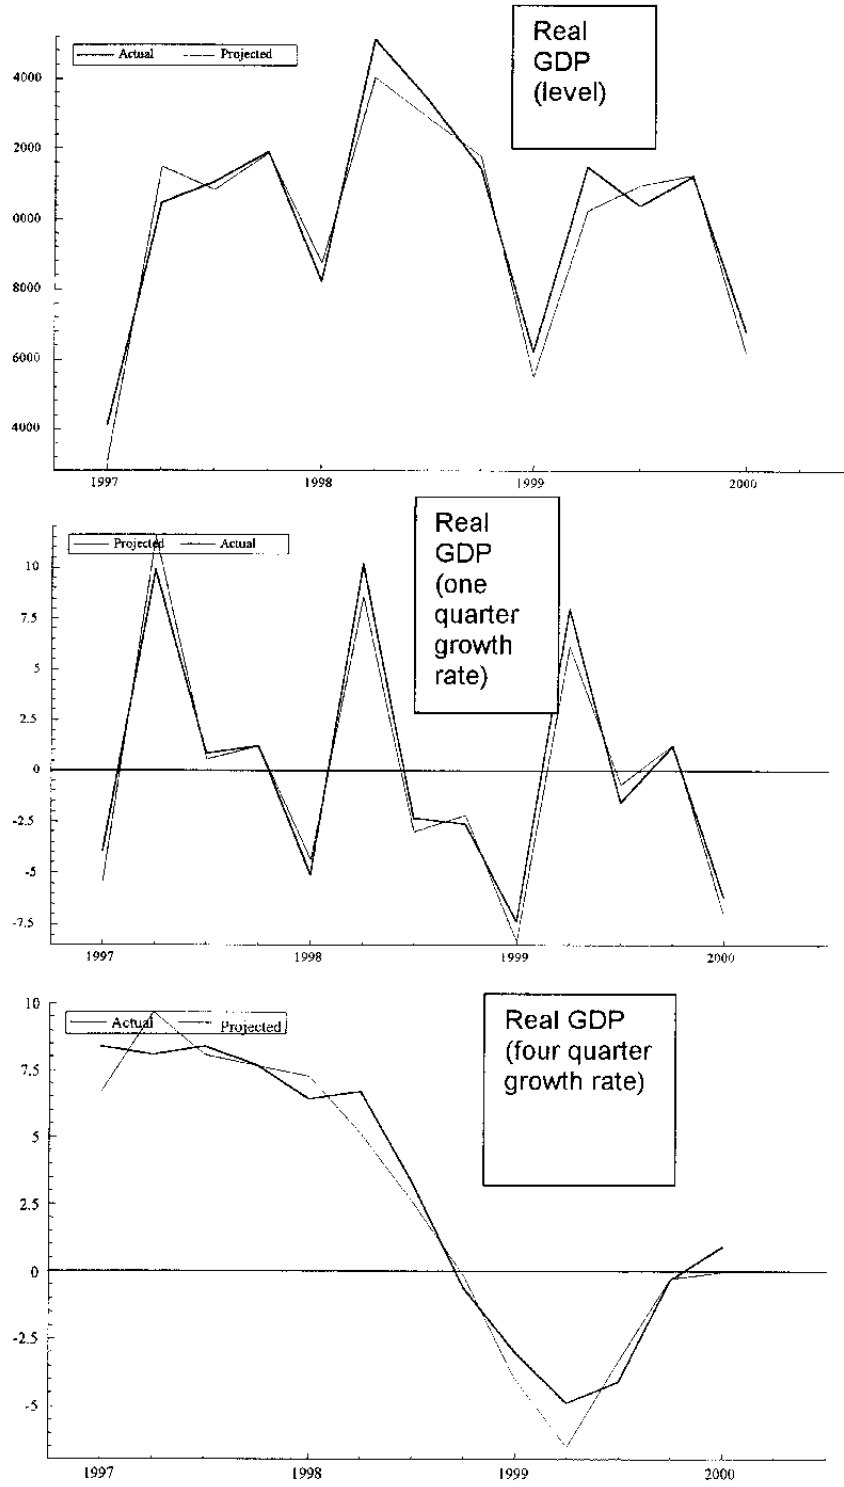 Real
GDP
(level)
Actual Projected
4000
2000
0000
8000
6000
4000
1997 1998 1999 2000
Real
GDP
(one
quarter
growth
rate)
Projected Actual
10
7.5
5
2.5
0
-2.5
-5
-7.5
1997 1998 1999 2000
Real GDP
(four quarter
growth rate)
Actual Projected
10
7.5
5
2.5
0
-2.5
-5
1997 1998 1999 2000